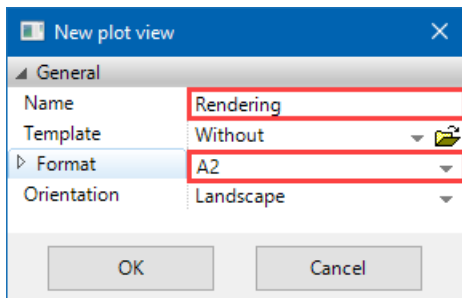 New plot view
General
Name Rendering
Template Without
Format A2
Orientation Landscape
OK Cancel